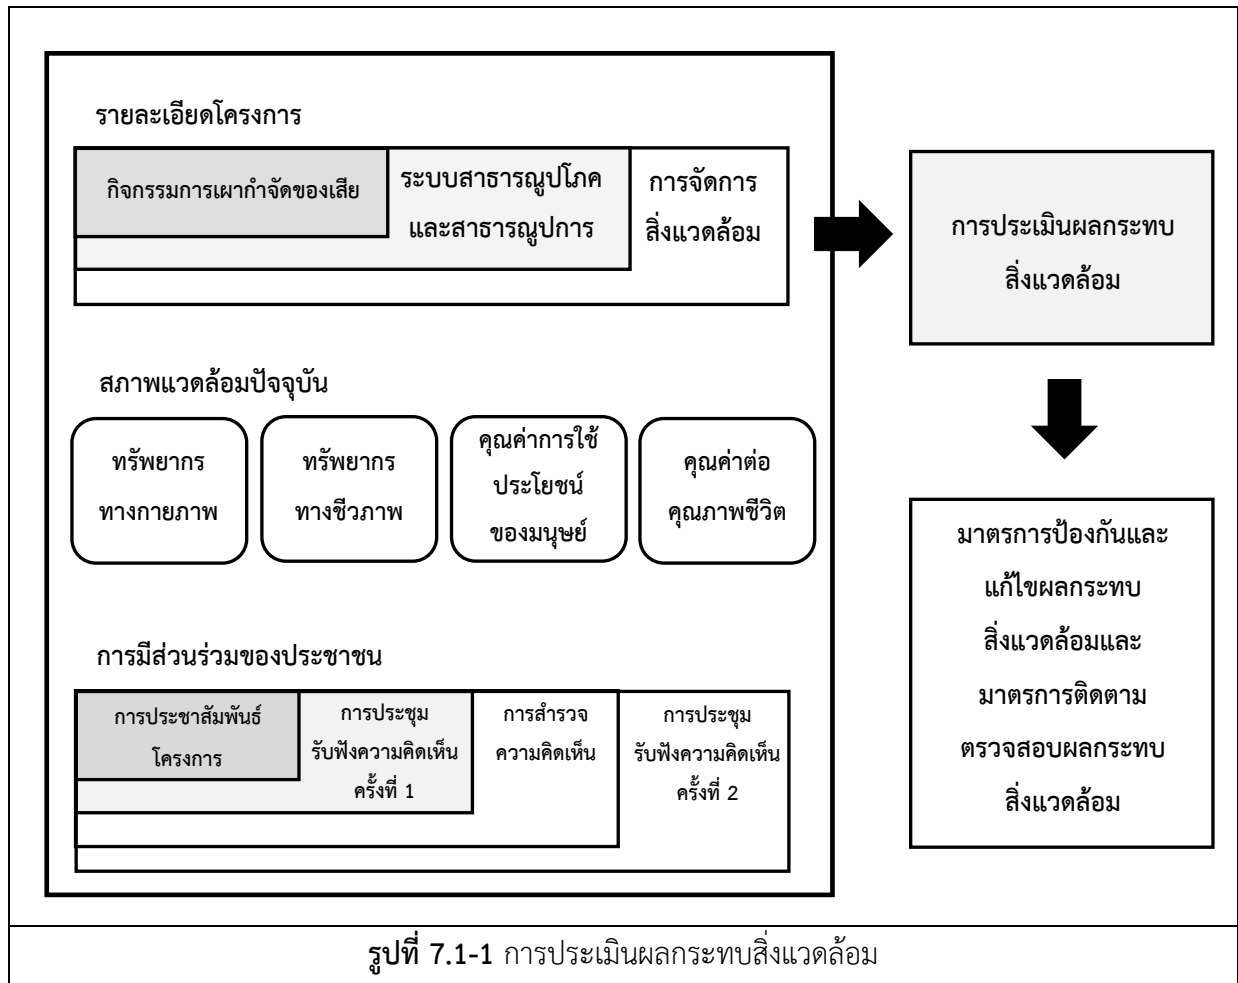 รายละเอียดโครงการ
กิจกรรมการเผากำจัดของเสีย
ระบบสาธารณูปโภค
และสาธารณูปการ
การจัดการ
สิ่งแวดล้อม
สภาพแวดล้อมปัจจุบัน
ทรัพยากร
ทางกายภาพ
ทรัพยากร
ทางชีวภาพ
คุณค่าการใช้
ประโยชน์
ของมนุษย์
คุณค่าต่อ
คุณภาพชีวิต
การมีส่วนร่วมของประชาชน
การประชาสัมพันธ์
โครงการ
การประชุม
รับฟังความคิดเห็น
ครั้งที่ 1
การสำรวจ
ความคิดเห็น
การประชุม
รับฟังความคิดเห็น
ครั้งที่ 2
การประเมินผลกระทบ
สิ่งแวดล้อม
มาตรการป้องกันและ
แก้ไขผลกระทบ
สิ่งแวดล้อมและ
มาตรการติดตาม
ตรวจสอบผลกระทบ
สิ่งแวดล้อม
รูปที่ 7.1-1 การประเมินผลกระทบสิ่งแวดล้อม